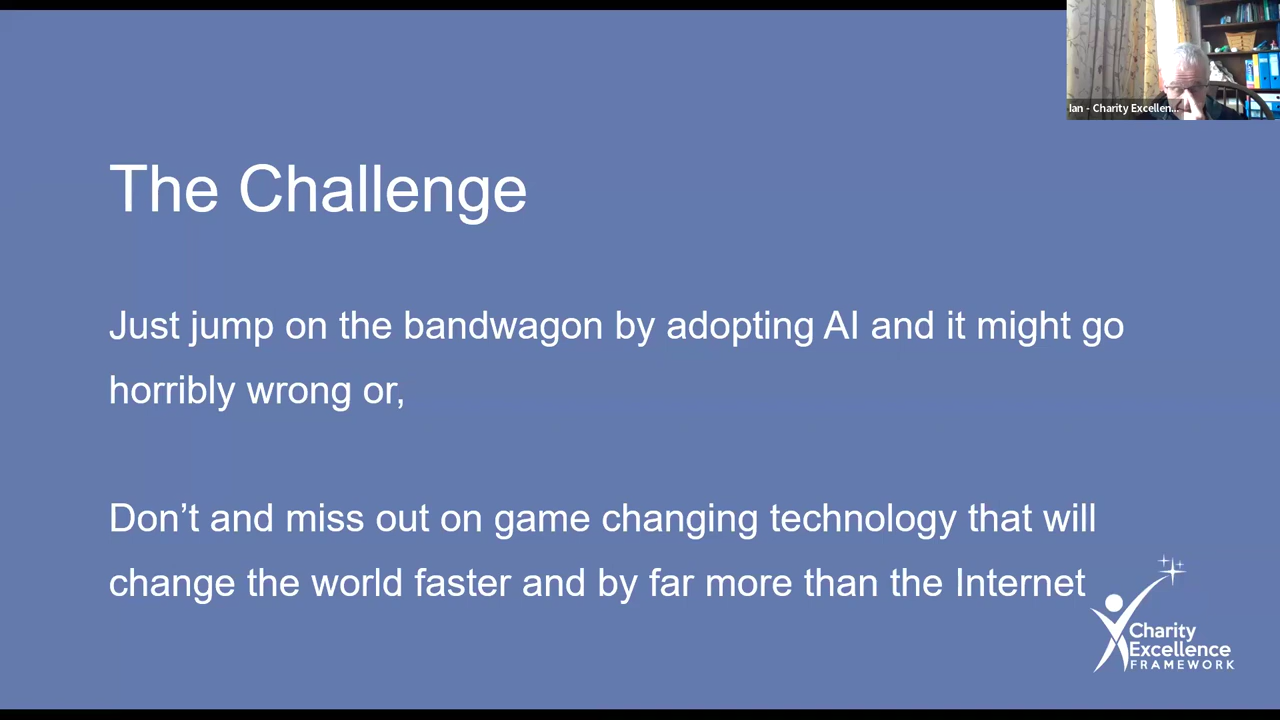 Ian - Charity Excellen...
The Challenge
Just jump on the bandwagon by adopting AI and it might go
horribly wrong or,
Don’t and miss out on game changing technology that will
change the world faster and by far more than the Internet
Charity
Excellence
FRAMEWORK